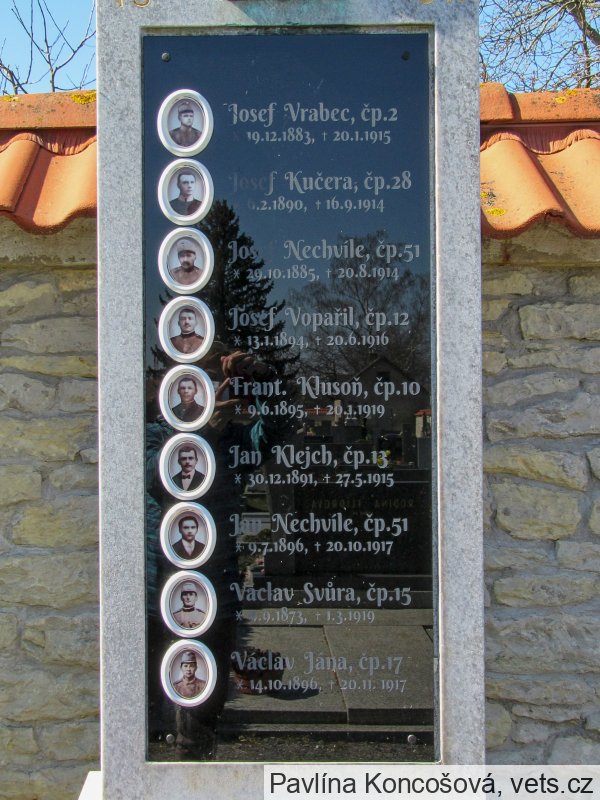 Josef Vrabec, čp.2
* 19.12.1883, † 20.1.1915
Josef Kučera, čp.28
6.2.1890, † 16.9.1914
Josef Nechvíle, čp.51
* 29.10.1885, † 20.8.1914
Josef Vopařil, čp.12
* 13.1.1894, † 20.6.1916
Frant. Klusoň, čp.10
* 9.6.1895, † 20.1.1919
Jan Klejch, čp.13
* 30.12.1891, † 27.5.1915
Jan Nechvíle, čp.51
* 9.7.1896, † 20.10.1917
Václav Svůra, čp.15
† 1.3.1919
Václav Jána, čp.17
* 14.10.1896, † 20.11. 1917
Pavlína Koncošová, vets.cz